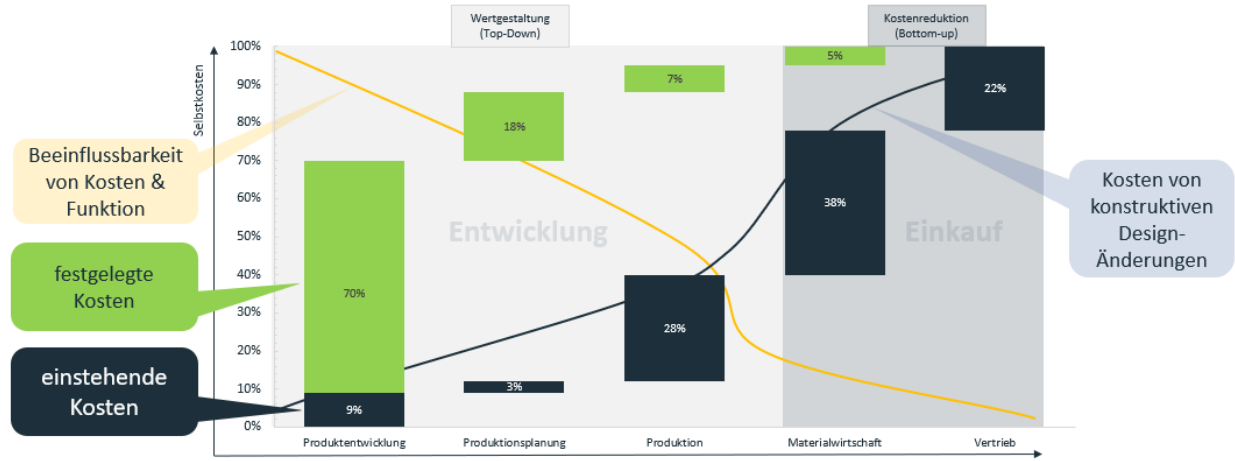 Wertgestaltung
(Top-Down)
Kostenreduktion
(Bottom-up)
Selbstkosten
100%
90%
80%
70%
60%
50%
40%
30%
20%
10%
0%
Beeinflussbarkeit
von Kosten &
Funktion
festgelegte
Kosten
einstehende
Kosten
Kosten von
konstruktiven
Design-
Änderungen
Entwicklung
Einkauf
70%
18%
7%
5%
9%
3%
28%
38%
22%
Produktentwicklung
Produktionsplanung
Produktion
Materialwirtschaft
Vertrieb